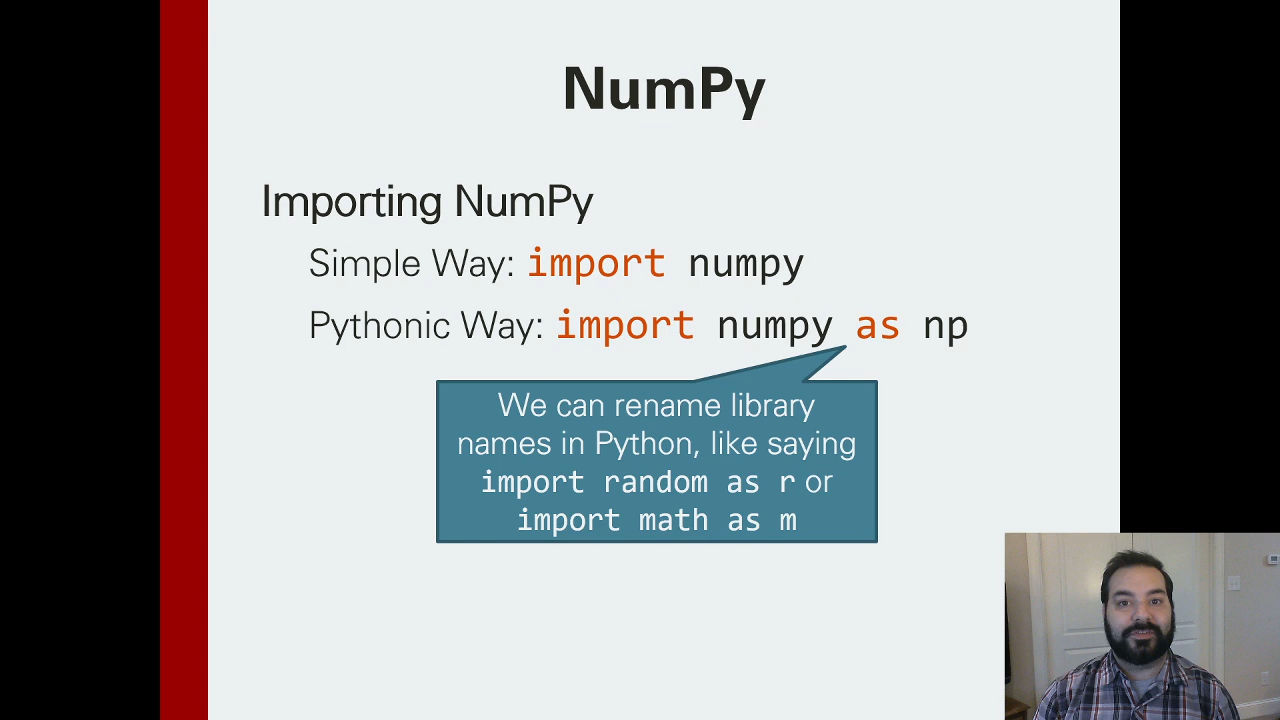 NumPy
Importing NumPy
Simple Way: import numpy
Pythonic Way: import numpy as np
We can rename library
names in Python, like saying
import random as r or
import math as m